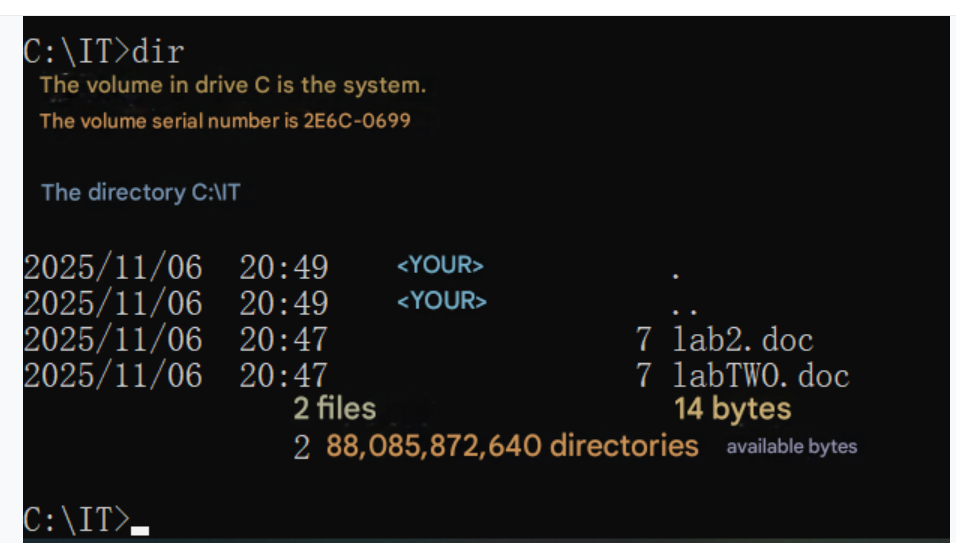 C:\IT>dir
The volume in drive C is the system.
The volume serial number is 2E6C-0699
The directory C:\IT
2025/11/06 20:49 <YOUR> .
2025/11/06 20:49 <YOUR> ..
2025/11/06 20:47 7 lab2.doc
2025/11/06 20:47 7 labTWO.doc
2 files 14 bytes
2 88,085,872,640 directories available bytes
C:\IT>